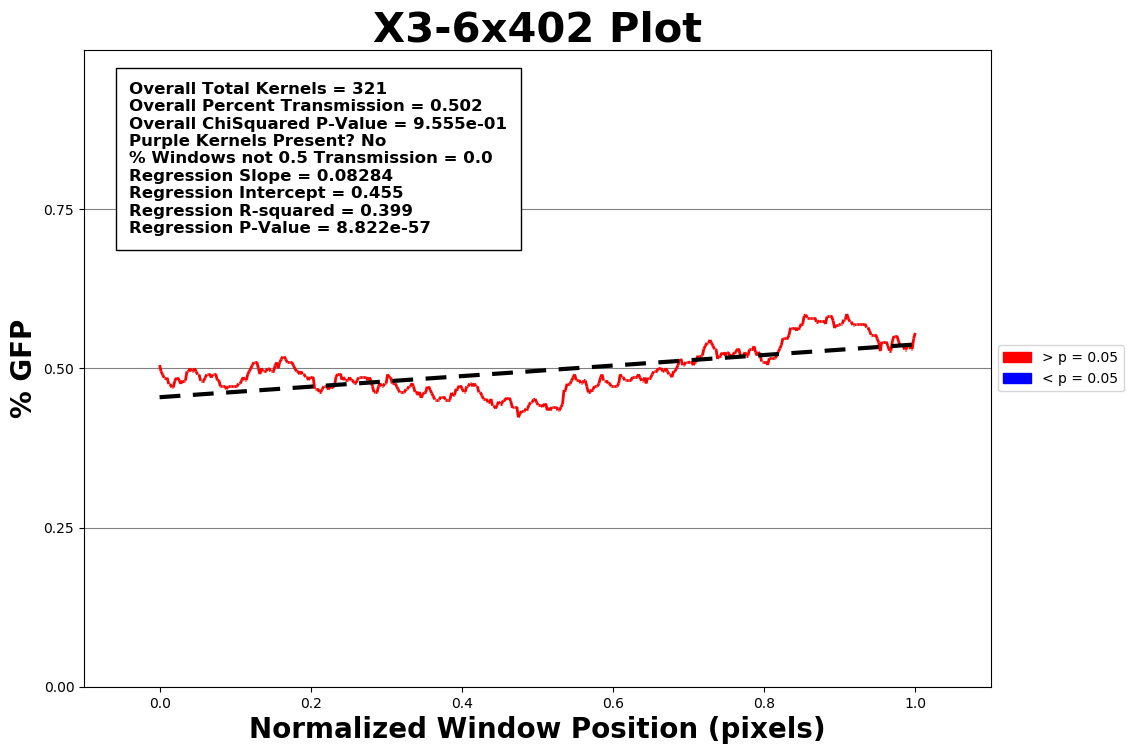 X3-6x402 Plot
Overall Total Kernels = 321
Overall Percent Transmission = 0.502
Overall ChiSquared P-Value = 9.555e-01
Purple Kernels Present? No
% Windows not 0.5 Transmission = 0.0
Regression Slope = 0.08284
Regression Intercept = 0.455
Regression R-squared = 0.399
Regression P-Value = 8.822e-57
% GFP
0.75
0.50
0.25
0.00
> p = 0.05
< p = 0.05
0.0 0.2 0.4 0.6 0.8 1.0
Normalized Window Position (pixels)